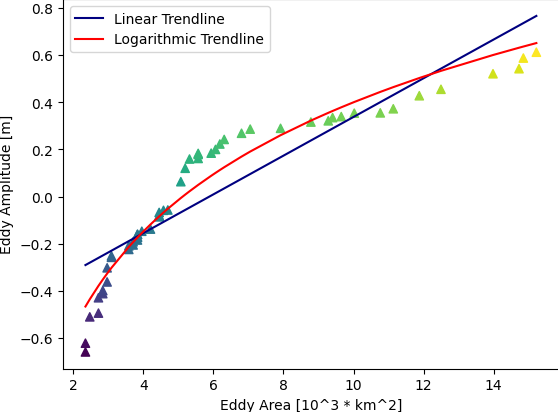 Linear Trendline
Logarithmic Trendline
Eddy Amplitude [m]
0.8
0.6
0.4
0.2
0.0
−0.2
−0.4
−0.6
2 4 6 8 10 12 14
Eddy Area [10^3 * km^2]